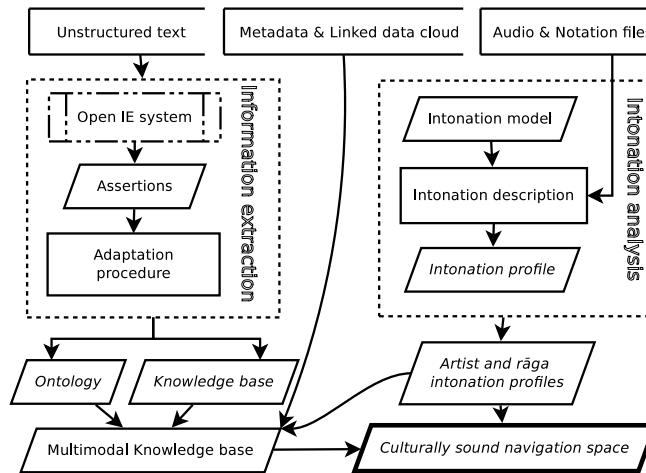 Unstructured text
Metadata & Linked data cloud
Audio & Notation files
Information extraction
Open IE system
Assertions
Adaptation
procedure
Intonation analysis
Intonation model
Intonation description
Intonation profile
Ontology
Knowledge base
Artist and rāga
intonation profiles
Multimodal Knowledge base
Culturally sound navigation space